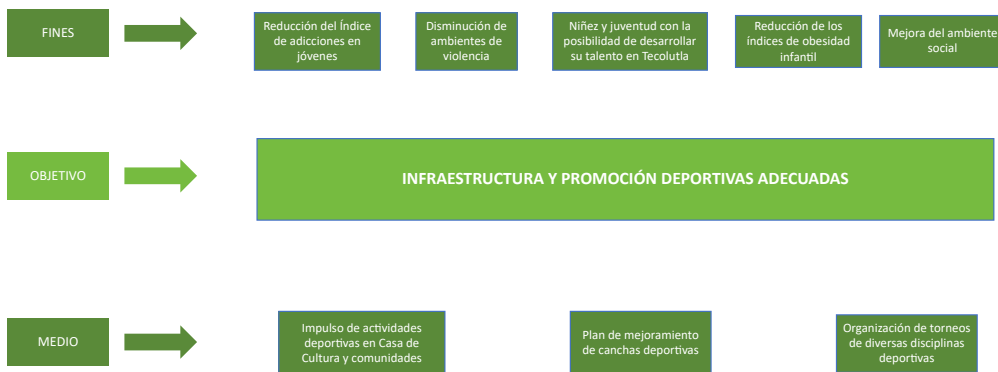 FINES
Reducción del Índice
de adicciones en
jóvenes
Disminución de
ambientes de
violencia
Niñez y juventud con la
posibilidad de desarrollar
su talento en Tecolutla
Reducción de los
índices de obesidad
infantil
Mejora del ambiente
social
OBJETIVO
INFRAESTRUCTURA Y PROMOCIÓN DEPORTIVAS ADECUADAS
MEDIO
Impulso de actividades
deportivas en Casa de
Cultura y comunidades
Plan de mejoramiento
de canchas deportivas
Organización de torneos
de diversas disciplinas
deportivas